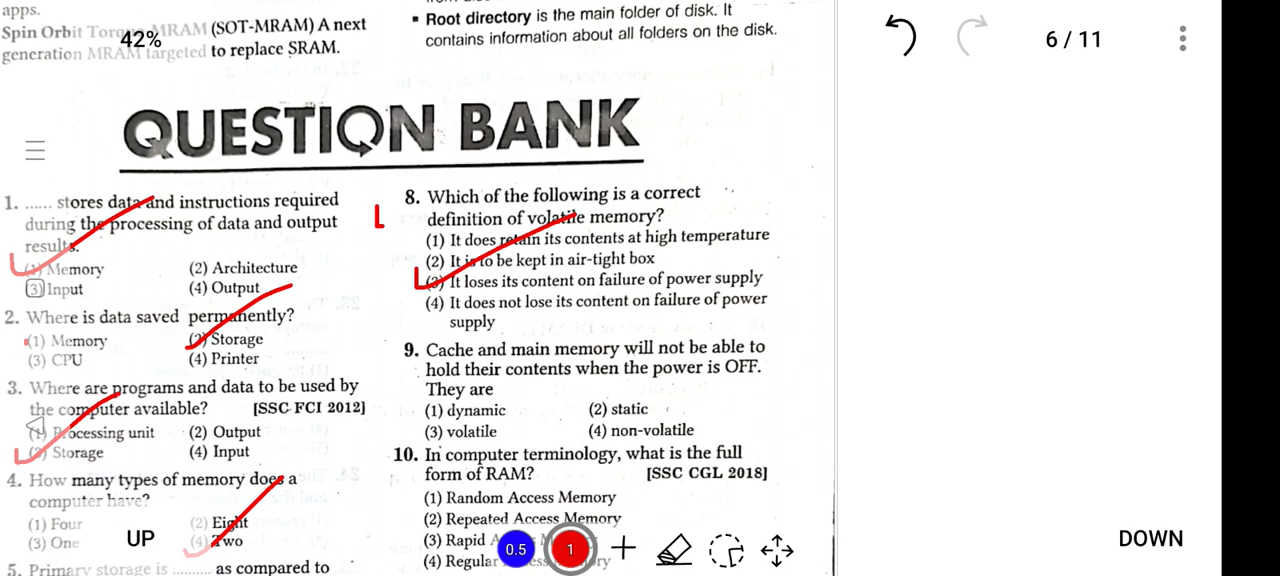 apps.
Spin Orbit Torque MRAM (SOT-MRAM) A next
generation MRAM targeted to replace SRAM.
42%
▪ Root directory is the main folder of disk. It
contains information about all folders on the disk.
6 / 11
QUESTION BANK
1. ...... stores data and instructions required
during the processing of data and output
results.
(1) Memory (2) Architecture
(3) Input (4) Output
2. Where is data saved permanently?
(1) Memory (2) Storage
(3) CPU (4) Printer
3. Where are programs and data to be used by
the computer available? [SSC FCI 2012]
(1) Processing unit (2) Output
(3) Storage (4) Input
4. How many types of memory does a
computer have?
(1) Four (2) Eight
(3) One (4) Two
5. Primary storage is .......... as compared to
8. Which of the following is a correct
definition of volatile memory?
(1) It does retain its contents at high temperature
(2) It is to be kept in air-tight box
(3) It loses its content on failure of power supply
(4) It does not lose its content on failure of power
supply
9. Cache and main memory will not be able to
hold their contents when the power is OFF.
They are
(1) dynamic (2) static
(3) volatile (4) non-volatile
10. In computer terminology, what is the full
form of RAM? [SSC CGL 2018]
(1) Random Access Memory
(2) Repeated Access Memory
(3) Rapid
(4) Regular
UP
0.5
1
DOWN